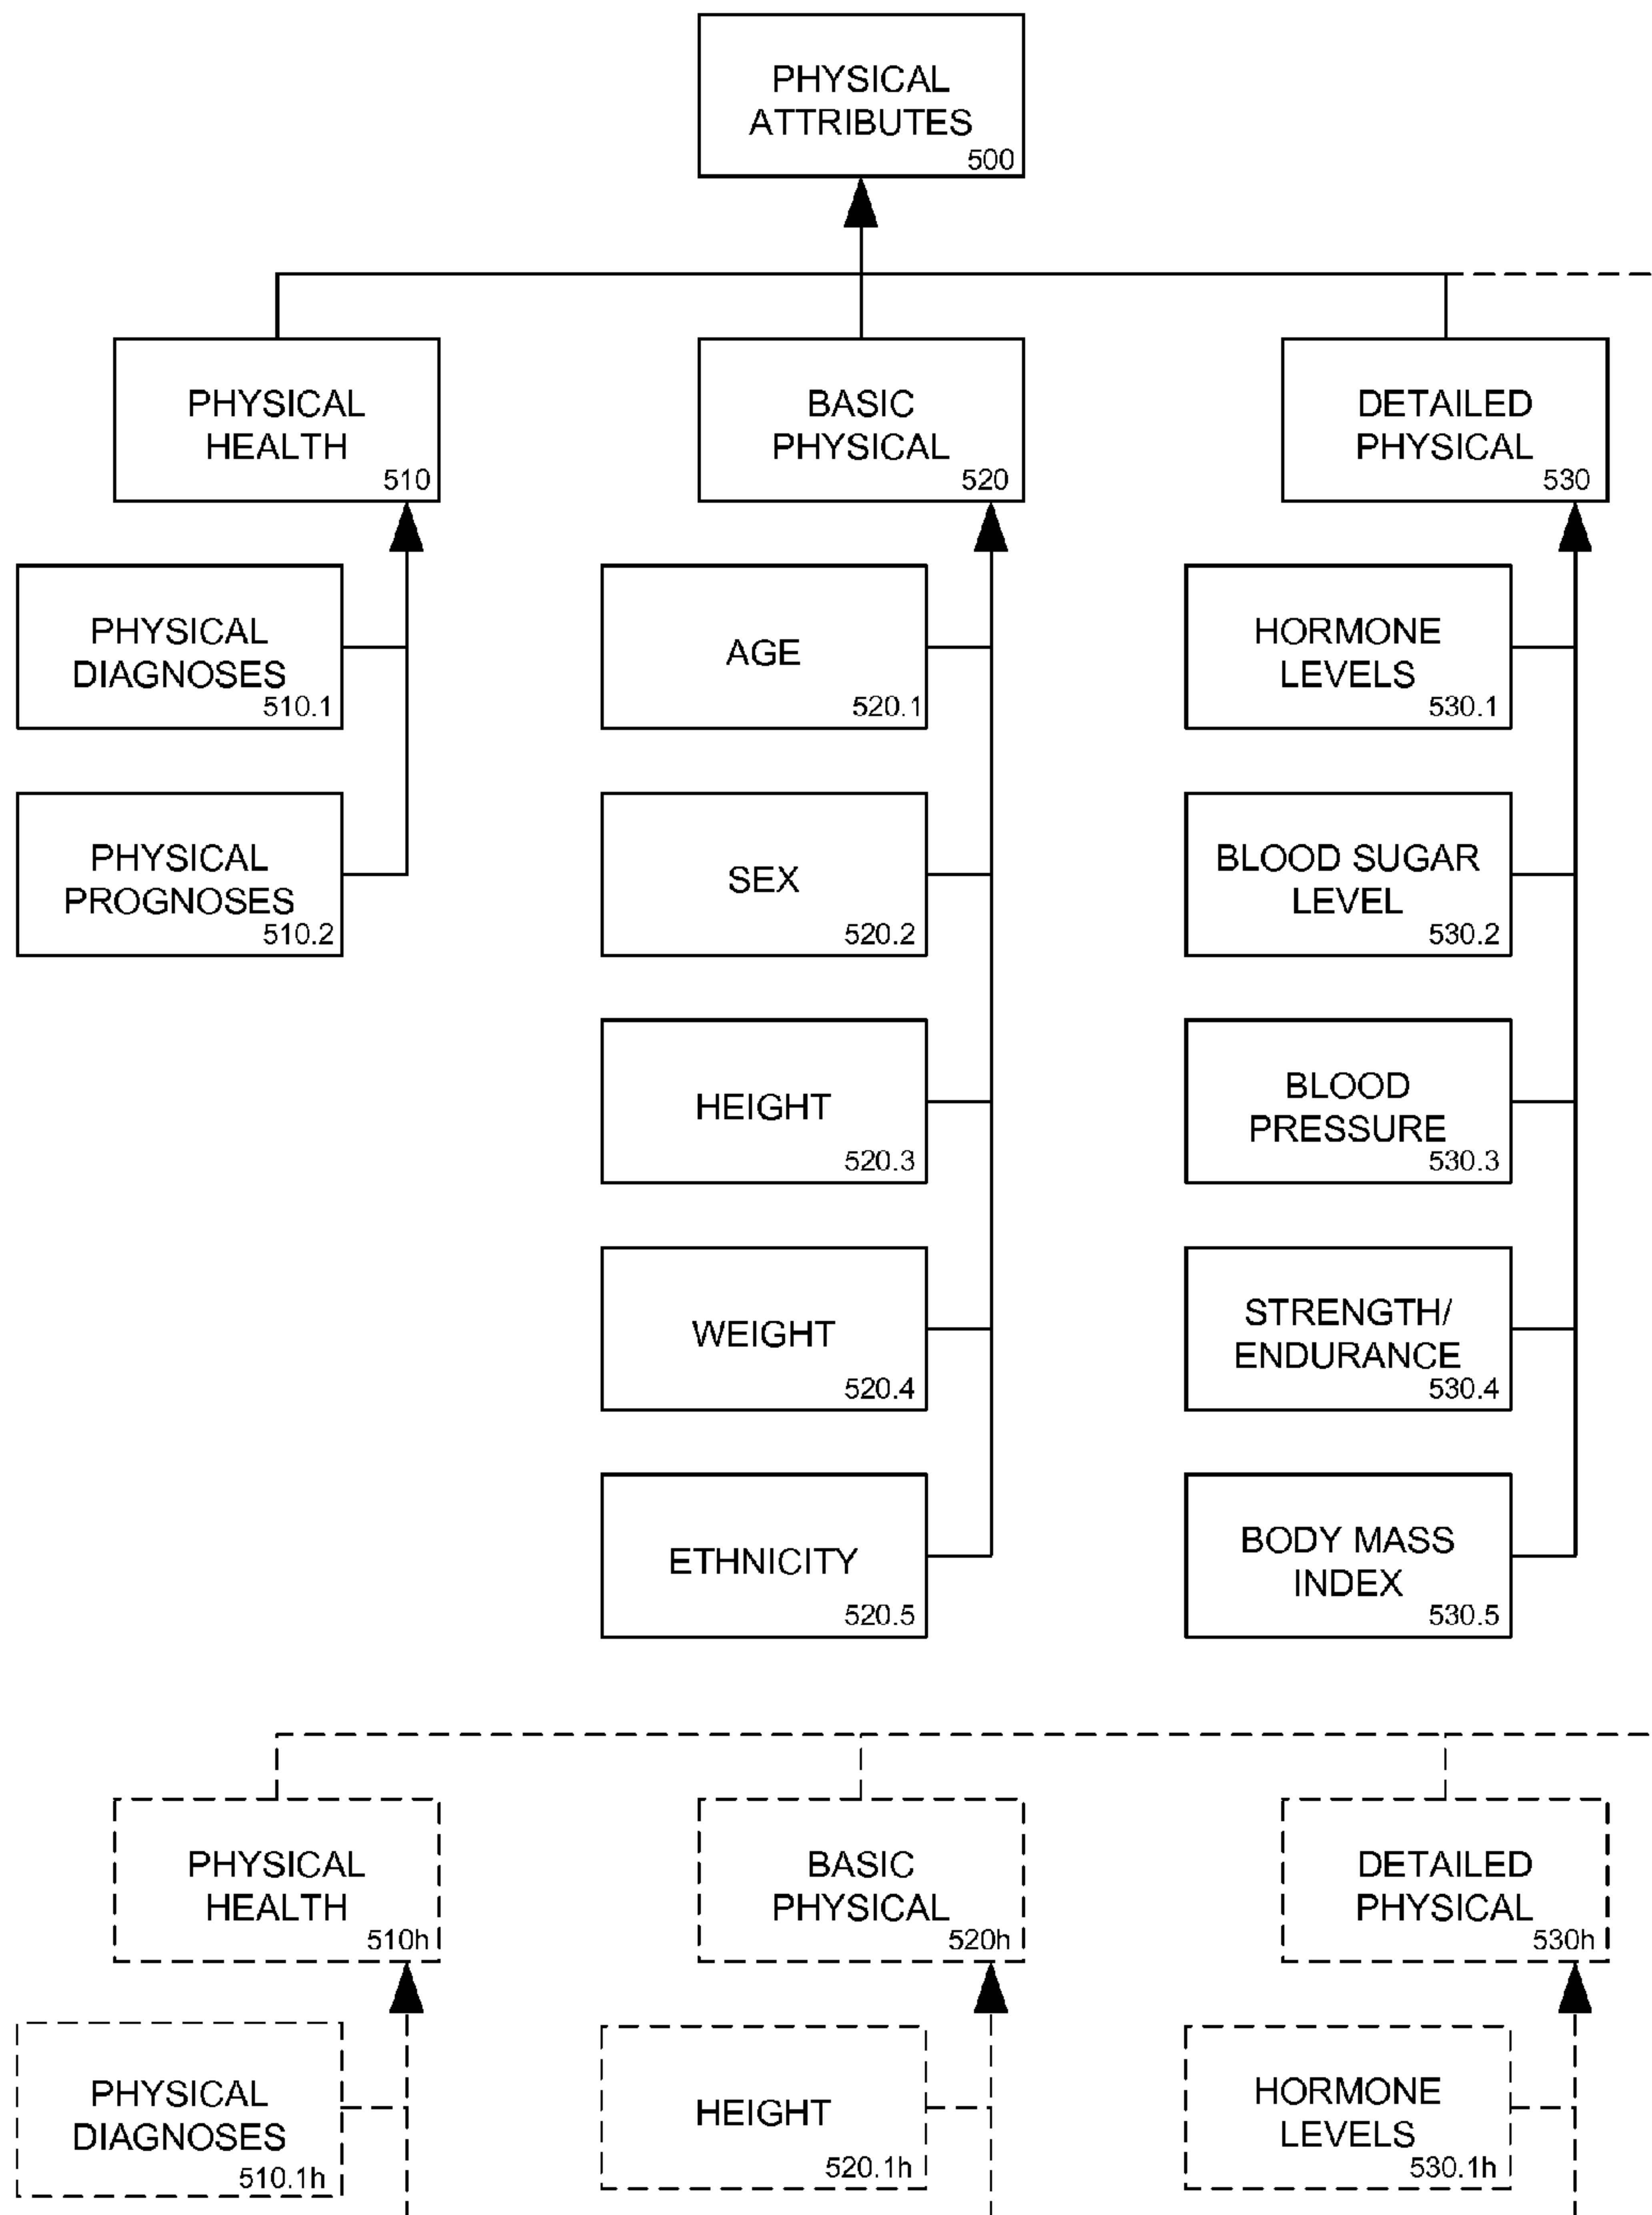 PHYSICAL
ATTRIBUTES
500
PHYSICAL
HEALTH
510
BASIC
PHYSICAL
520
DETAILED
PHYSICAL
530
PHYSICAL
DIAGNOSES
510.1
AGE
520.1
HORMONE
LEVELS
530.1
PHYSICAL
PROGNOSES
510.2
SEX
520.2
BLOOD SUGAR
LEVEL
530.2
HEIGHT
520.3
BLOOD
PRESSURE
530.3
WEIGHT
520.4
STRENGTH/
ENDURANCE
530.4
ETHNICITY
520.5
BODY MASS
INDEX
530.5
PHYSICAL
HEALTH
510h
BASIC
PHYSICAL
520h
DETAILED
PHYSICAL
530h
PHYSICAL
DIAGNOSES
510.1h
HEIGHT
520.1h
HORMONE
LEVELS
530.1h